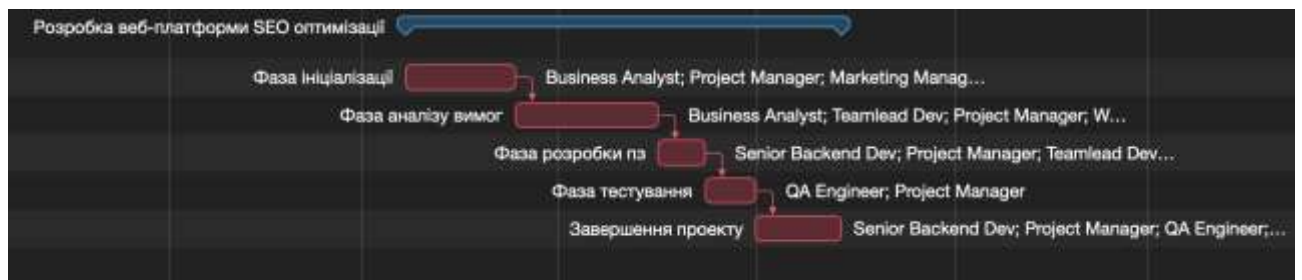 Розробка веб-платформи SEO оптимізації
Фаза ініціалізації Business Analyst; Project Manager; Marketing Manag...
Фаза аналізу вимог Business Analyst; Teamlead Dev; Project Manager; W...
Фаза розробки пз Senior Backend Dev; Project Manager; Teamlead Dev...
Фаза тестування QA Engineer; Project Manager
Завершення проекту Senior Backend Dev; Project Manager; QA Engineer;...